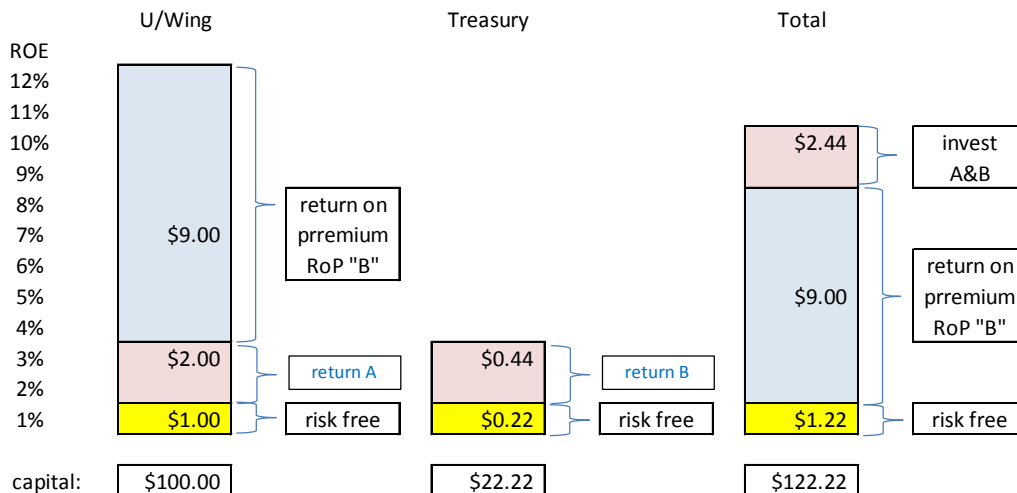 U/Wing Treasury Total
ROE
12%
11%
10% $2.44 invest
9% A&B
8% return on
7% $9.00 prremium
6% RoP "B" return on
5% $9.00 prremium
4% RoP "B"
3% $2.00 return A $0.44 return B
2%
1% $1.00 risk free $0.22 risk free $1.22 risk free
capital: $100.00 $22.22 $122.22